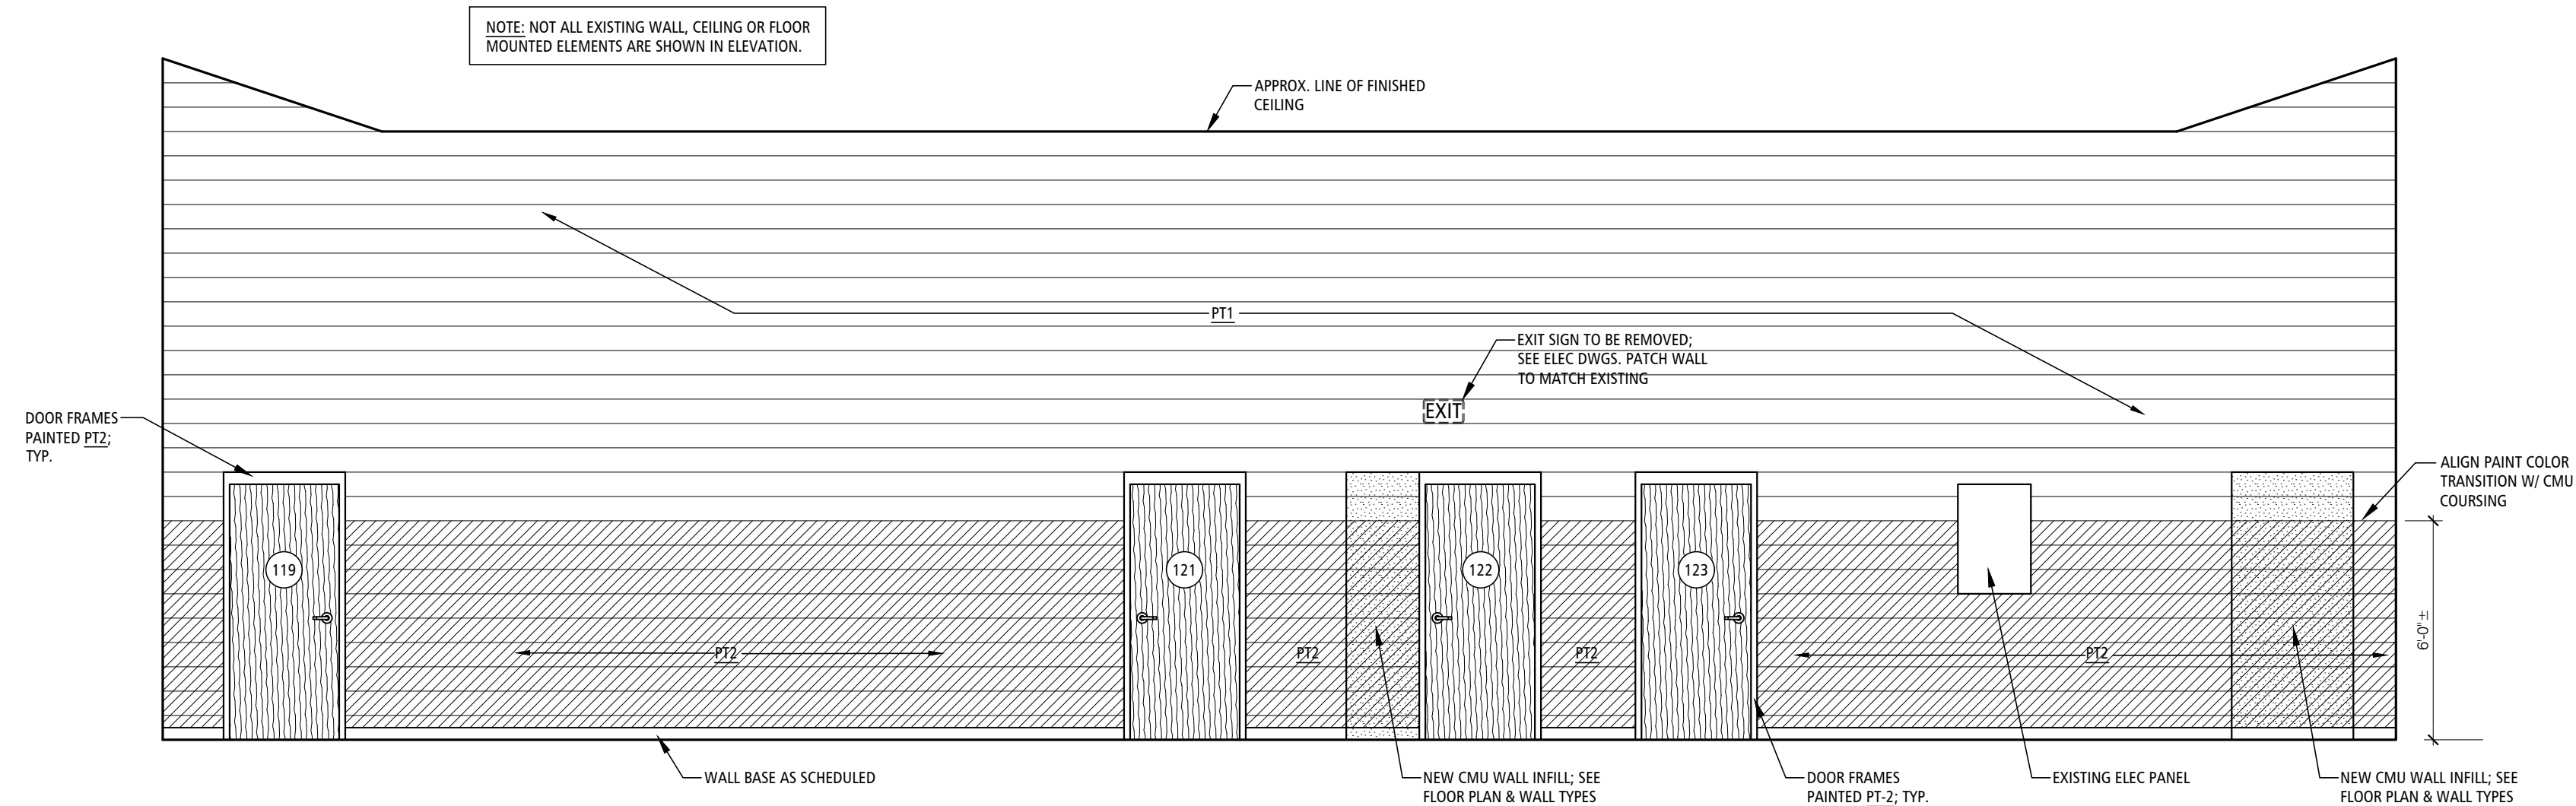 NOTE: NOT ALL EXISTING WALL, CEILING OR FLOOR
MOUNTED ELEMENTS ARE SHOWN IN ELEVATION.
APPROX. LINE OF FINISHED
CEILING
PT1
EXIT SIGN TO BE REMOVED;
SEE ELEC DWGS. PATCH WALL
TO MATCH EXISTING
EXIT
DOOR FRAMES
PAINTED PT2;
TYP.
ALIGN PAINT COLOR
TRANSITION W/ CMU
COURSING
119
121
122
123
6'-0"±
PT2
PT2
PT2
PT2
WALL BASE AS SCHEDULED
NEW CMU WALL INFILL; SEE
FLOOR PLAN & WALL TYPES
DOOR FRAMES
PAINTED PT-2; TYP.
EXISTING ELEC PANEL
NEW CMU WALL INFILL; SEE
FLOOR PLAN & WALL TYPES